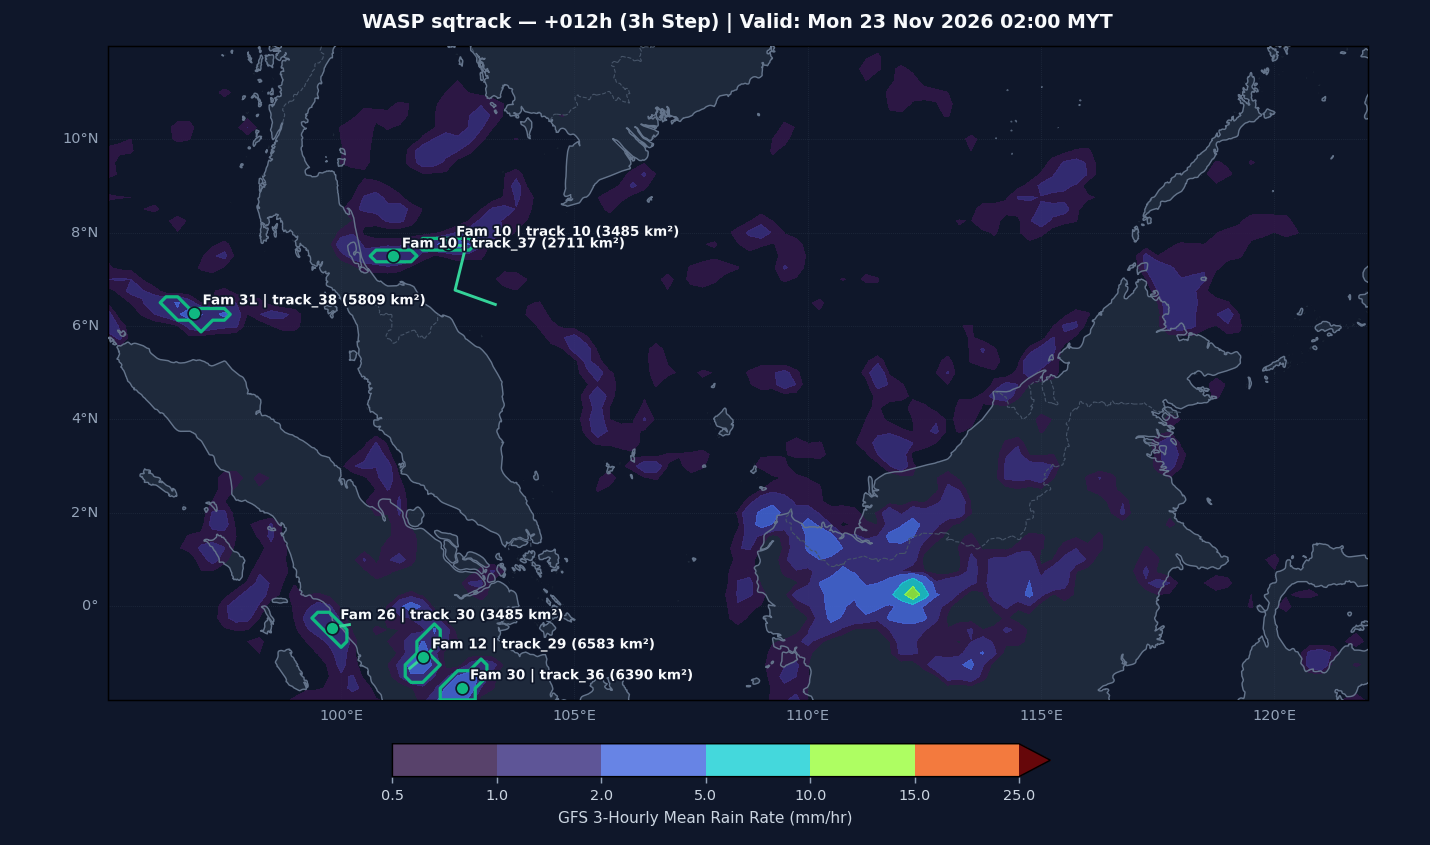 WASP sqtrack — +012h (3h Step) | Valid: Mon 23 Nov 2026 02:00 MYT
10°N
8°N
6°N
4°N
2°N
0°
Fam 10 | track_10 (3485 km²)
Fam 10 | track_37 (2711 km²)
Fam 31 | track_38 (5809 km²)
Fam 26 | track_30 (3485 km²)
Fam 12 | track_29 (6583 km²)
Fam 30 | track_36 (6390 km²)
100°E 105°E 110°E 115°E 120°E
0.5 1.0 2.0 5.0 10.0 15.0 25.0
GFS 3-Hourly Mean Rain Rate (mm/hr)